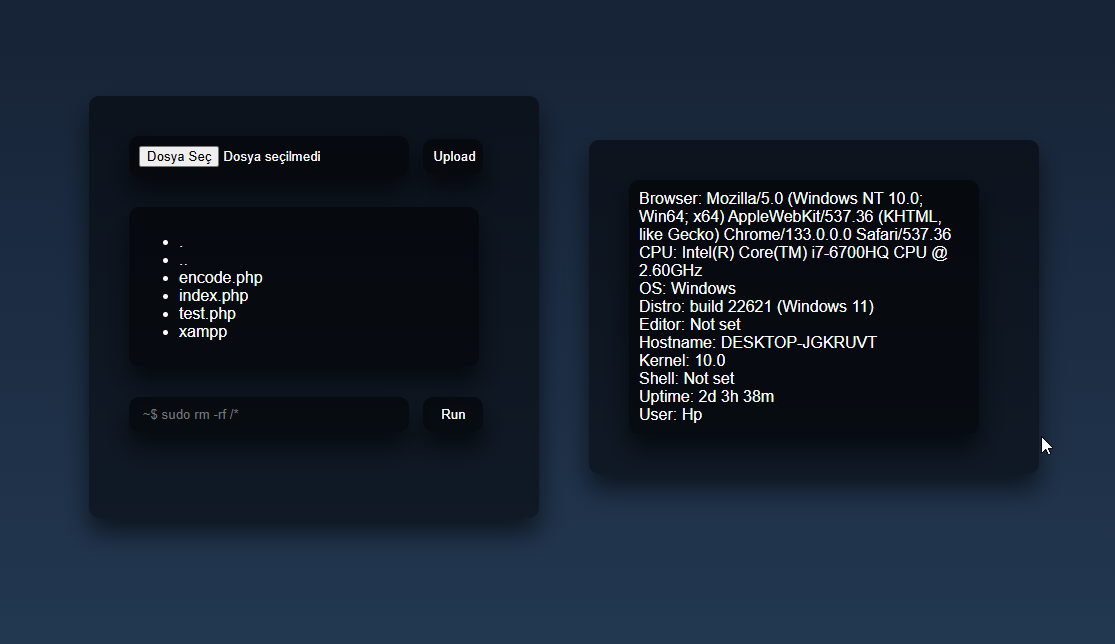 Dosya Seç Dosya seçilmedi
Upload
.
..
encode.php
index.php
test.php
xampp
~$ sudo rm -rf /*
Run
Browser: Mozilla/5.0 (Windows NT 10.0;
Win64; x64) AppleWebKit/537.36 (KHTML,
like Gecko) Chrome/133.0.0.0 Safari/537.36
CPU: Intel(R) Core(TM) i7-6700HQ CPU @
2.60GHz
OS: Windows
Distro: build 22621 (Windows 11)
Editor: Not set
Hostname: DESKTOP-JGKRUVT
Kernel: 10.0
Shell: Not set
Uptime: 2d 3h 38m
User: Hp